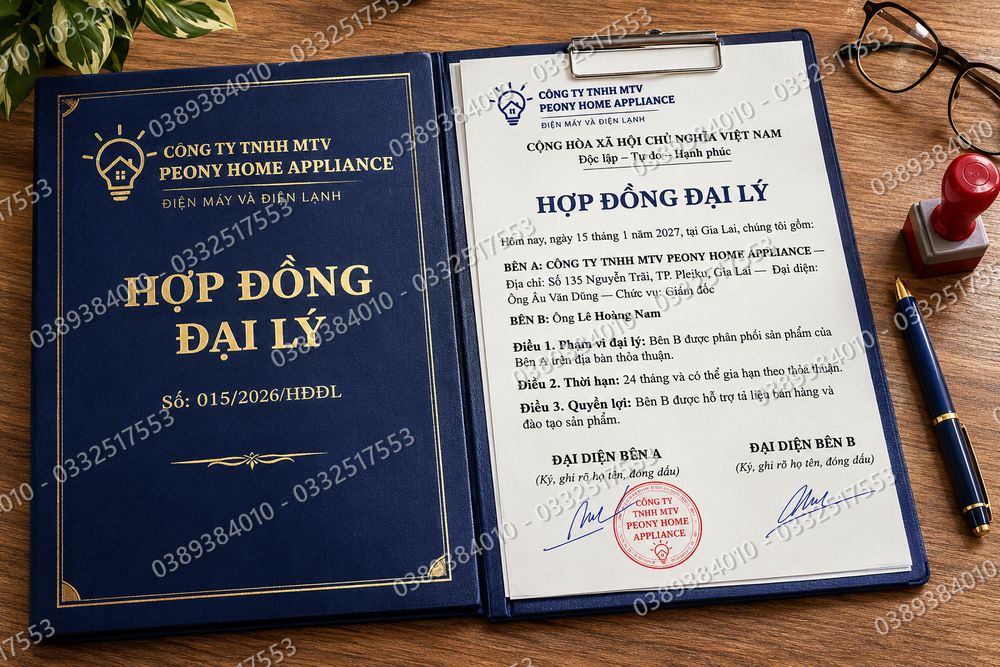 CÔNG TY TNHH MTV
PEONY HOME APPLIANCE
ĐIỆN MÁY VÀ ĐIỆN LẠNH
HỢP ĐỒNG
ĐẠI LÝ
Số: 015/2026/HĐĐL
CÔNG TY TNHH MTV
PEONY HOME APPLIANCE
ĐIỆN MÁY VÀ ĐIỆN LẠNH
CỘNG HÒA XÃ HỘI CHỦ NGHĨA VIỆT NAM
Độc lập – Tự do – Hạnh phúc
HỢP ĐỒNG ĐẠI LÝ
Hôm nay, ngày 15 tháng 1 năm 2027, tại Gia Lai, chúng tôi gồm:
BÊN A: CÔNG TY TNHH MTV PEONY HOME APPLIANCE —
Địa chỉ: Số 135 Nguyễn Trãi, TP. Pleiku, Gia Lai — Đại diện:
Ông Âu Văn Dũng — Chức vụ: Giám đốc
BÊN B: Ông Lê Hoàng Nam
Điều 1. Phạm vi đại lý: Bên B được phân phối sản phẩm của
Bên A trên địa bàn thỏa thuận.
Điều 2. Thời hạn: 24 tháng và có thể gia hạn theo thỏa thuận.
Điều 3. Quyền lợi: Bên B được hỗ trợ tả liệu bán hàng và
đào tạo sản phẩm.
ĐẠI DIỆN BÊN A
(Ký, ghi rõ họ tên, đóng dấu)
ĐẠI DIỆN BÊN B
(Ký, ghi rõ họ tên, đóng dấu)
CÔNG TY
TNHH MTV
PEONY HOME
APPLIANCE
0389384010 - 0332517553